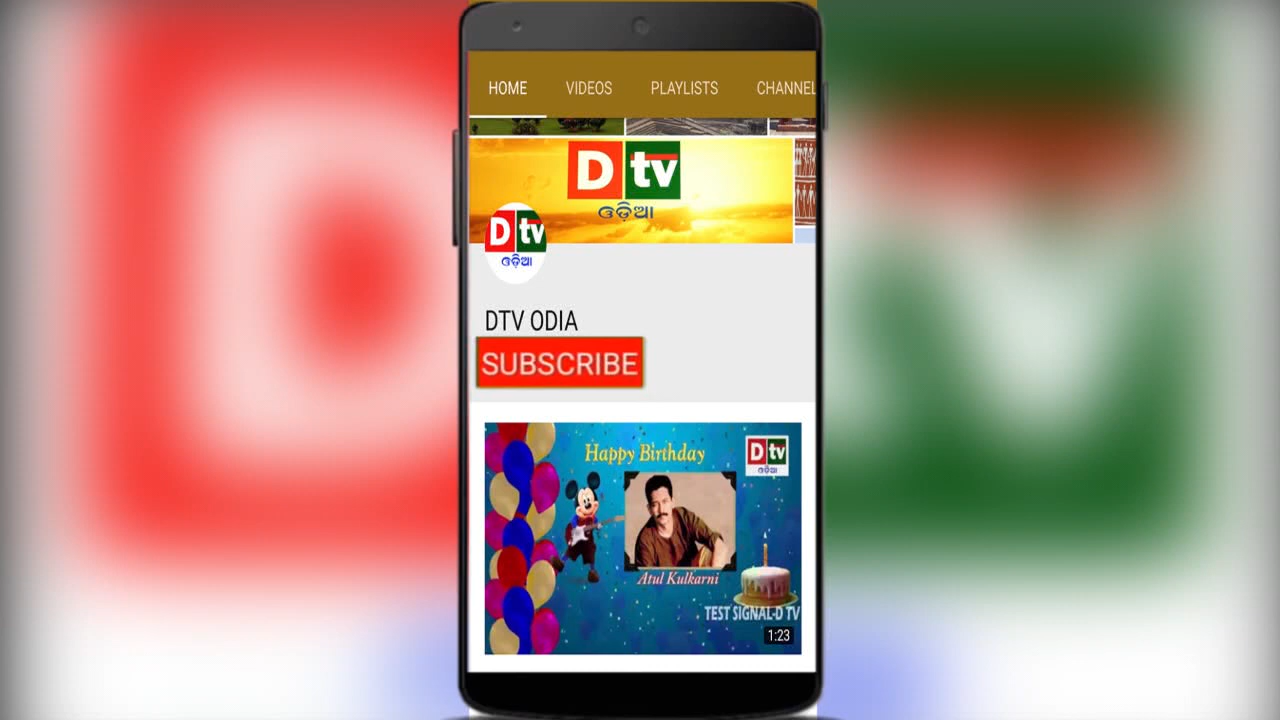 HOME VIDEOS PLAYLISTS CHANNEL
D tv
ଓଡ଼ିଆ
D tv
ଓଡ଼ିଆ
DTV ODIA
SUBSCRIBE
Happy Birthday
D tv
ଓଡ଼ିଆ
Atul Kulkarni
TEST SIGNAL-D TV
1:23